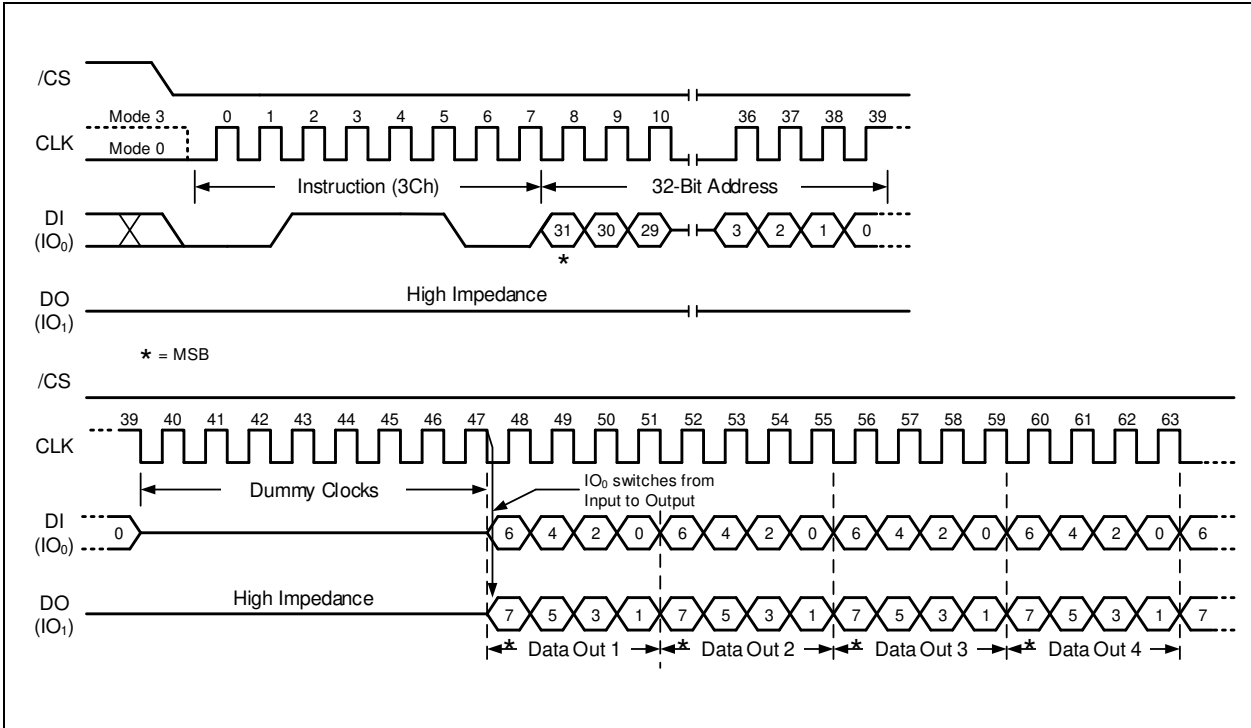 /CS
Mode 3 0 1 2 3 4 5 6 7 8 9 10 36 37 38 39
CLK
Mode 0
Instruction (3Ch) 32-Bit Address
DI
(IO₀) 31 30 29 3 2 1 0
*
High Impedance
DO
(IO₁)
* = MSB
/CS
39 40 41 42 43 44 45 46 47 48 49 50 51 52 53 54 55 56 57 58 59 60 61 62 63
CLK
Dummy Clocks
IO₀ switches from
Input to Output
DI
(IO₀) 0 6 4 2 0 6 4 2 0 6 4 2 0 6 4 2 0 6
High Impedance
DO
(IO₁) 7 5 3 1 7 5 3 1 7 5 3 1 7 5 3 1 7
* Data Out 1 * Data Out 2 * Data Out 3 * Data Out 4